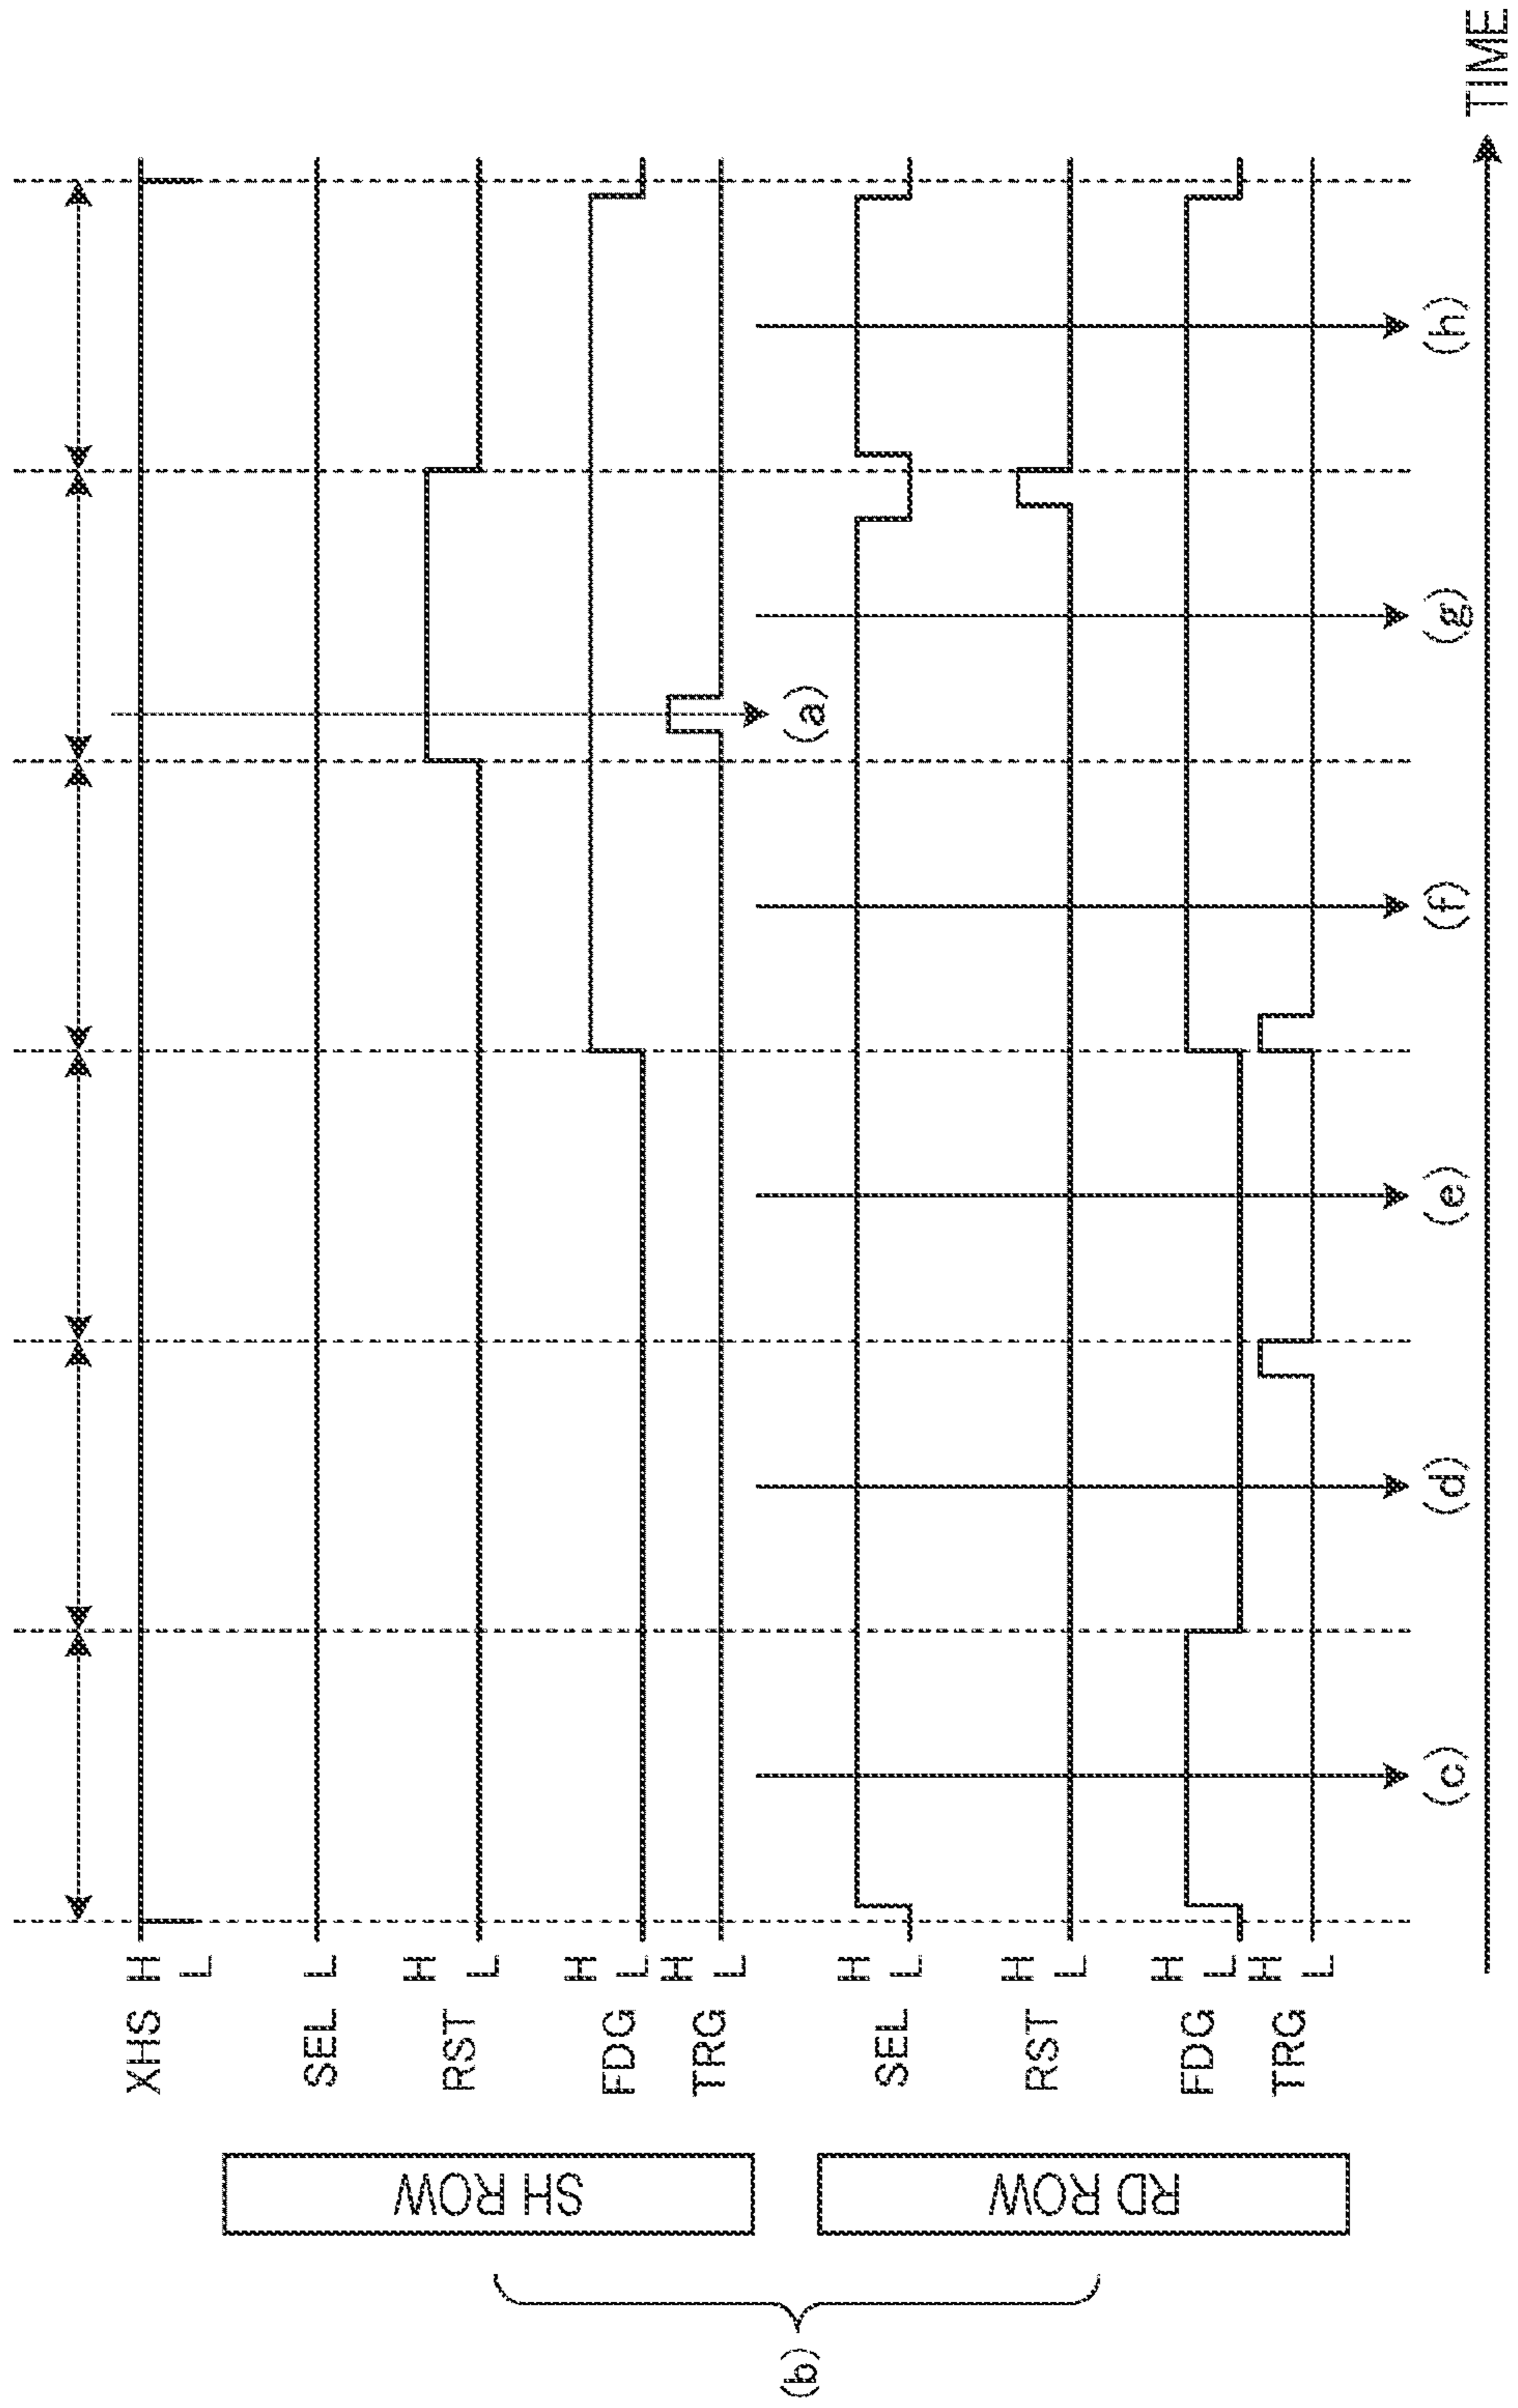 XHS H
L
SH ROW
SEL L
RST H
L
FDG H
L
TRG H
L
(a)
(b)
RD ROW
SEL H
L
RST H
L
FDG H
L
TRG H
L
(c) (d) (e) (f) (g) (h)
TIME